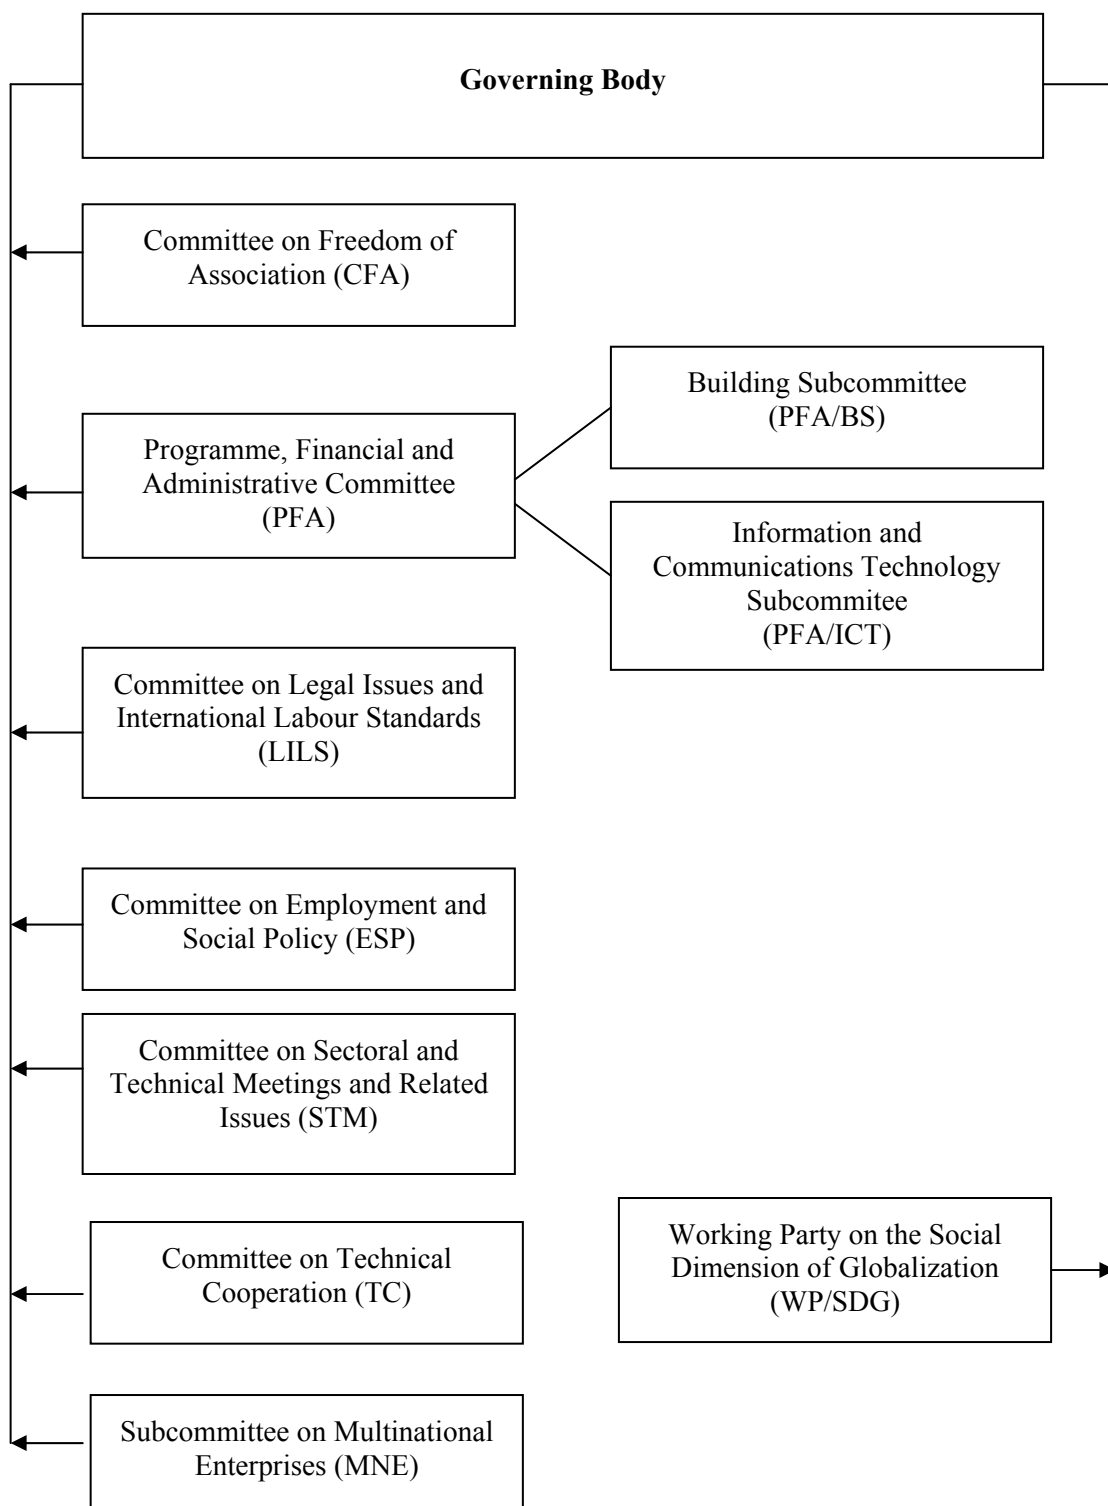 Governing Body
Committee on Freedom of
Association (CFA)
Programme, Financial and
Administrative Committee
(PFA)
Building Subcommittee
(PFA/BS)
Information and
Communications Technology
Subcommitee
(PFA/ICT)
Committee on Legal Issues and
International Labour Standards
(LILS)
Committee on Employment and
Social Policy (ESP)
Committee on Sectoral and
Technical Meetings and Related
Issues (STM)
Committee on Technical
Cooperation (TC)
Working Party on the Social
Dimension of Globalization
(WP/SDG)
Subcommittee on Multinational
Enterprises (MNE)